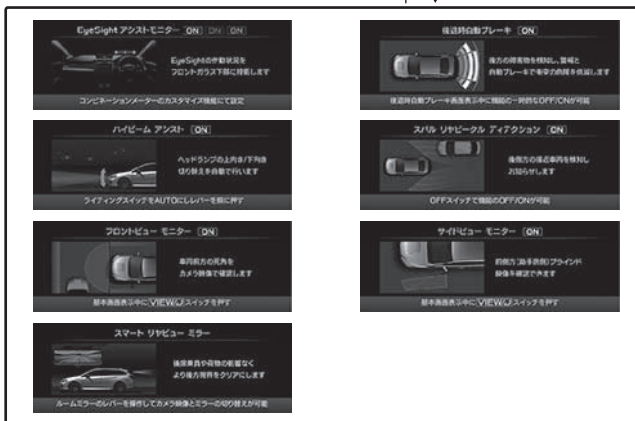 EyeSight アシストモニター [ON] [ON] [ON]
EyeSightの作動状況を
フロントガラス下部に投影します
コンビネーションメーターのカスタマイズ機能にて設定
ハイビーム アシスト [ON]
ヘッドランプの上向き/下向き
切り替えを自動で行います
ライティングスイッチをAUTOにしレバーを前に押す
フロントビュー モニター [ON]
車両前方の死角を
カメラ映像で確認します
基本画面表示中にVIEWスイッチを押す
スマート リヤビュー ミラー
後席乗員や荷物の影響なく
より後方視界をクリアにします
ルームミラーのレバーを操作してカメラ映像とミラーの切り替えが可能
後退時自動ブレーキ [ON]
後方の障害物を検知し、警報と
自動ブレーキで衝突力低減を促します
後退時自動ブレーキ画面表示中に機能の一時的なOFF/ONが可能
スバル リヤビークル ディテクション [ON]
後側方の接近車両を検知し
お知らせします
OFFスイッチで機能のOFF/ONが可能
サイドビュー モニター [ON]
前側方(助手席側)ブラインド
映像を確認できます
基本画面表示中にVIEWスイッチを押す